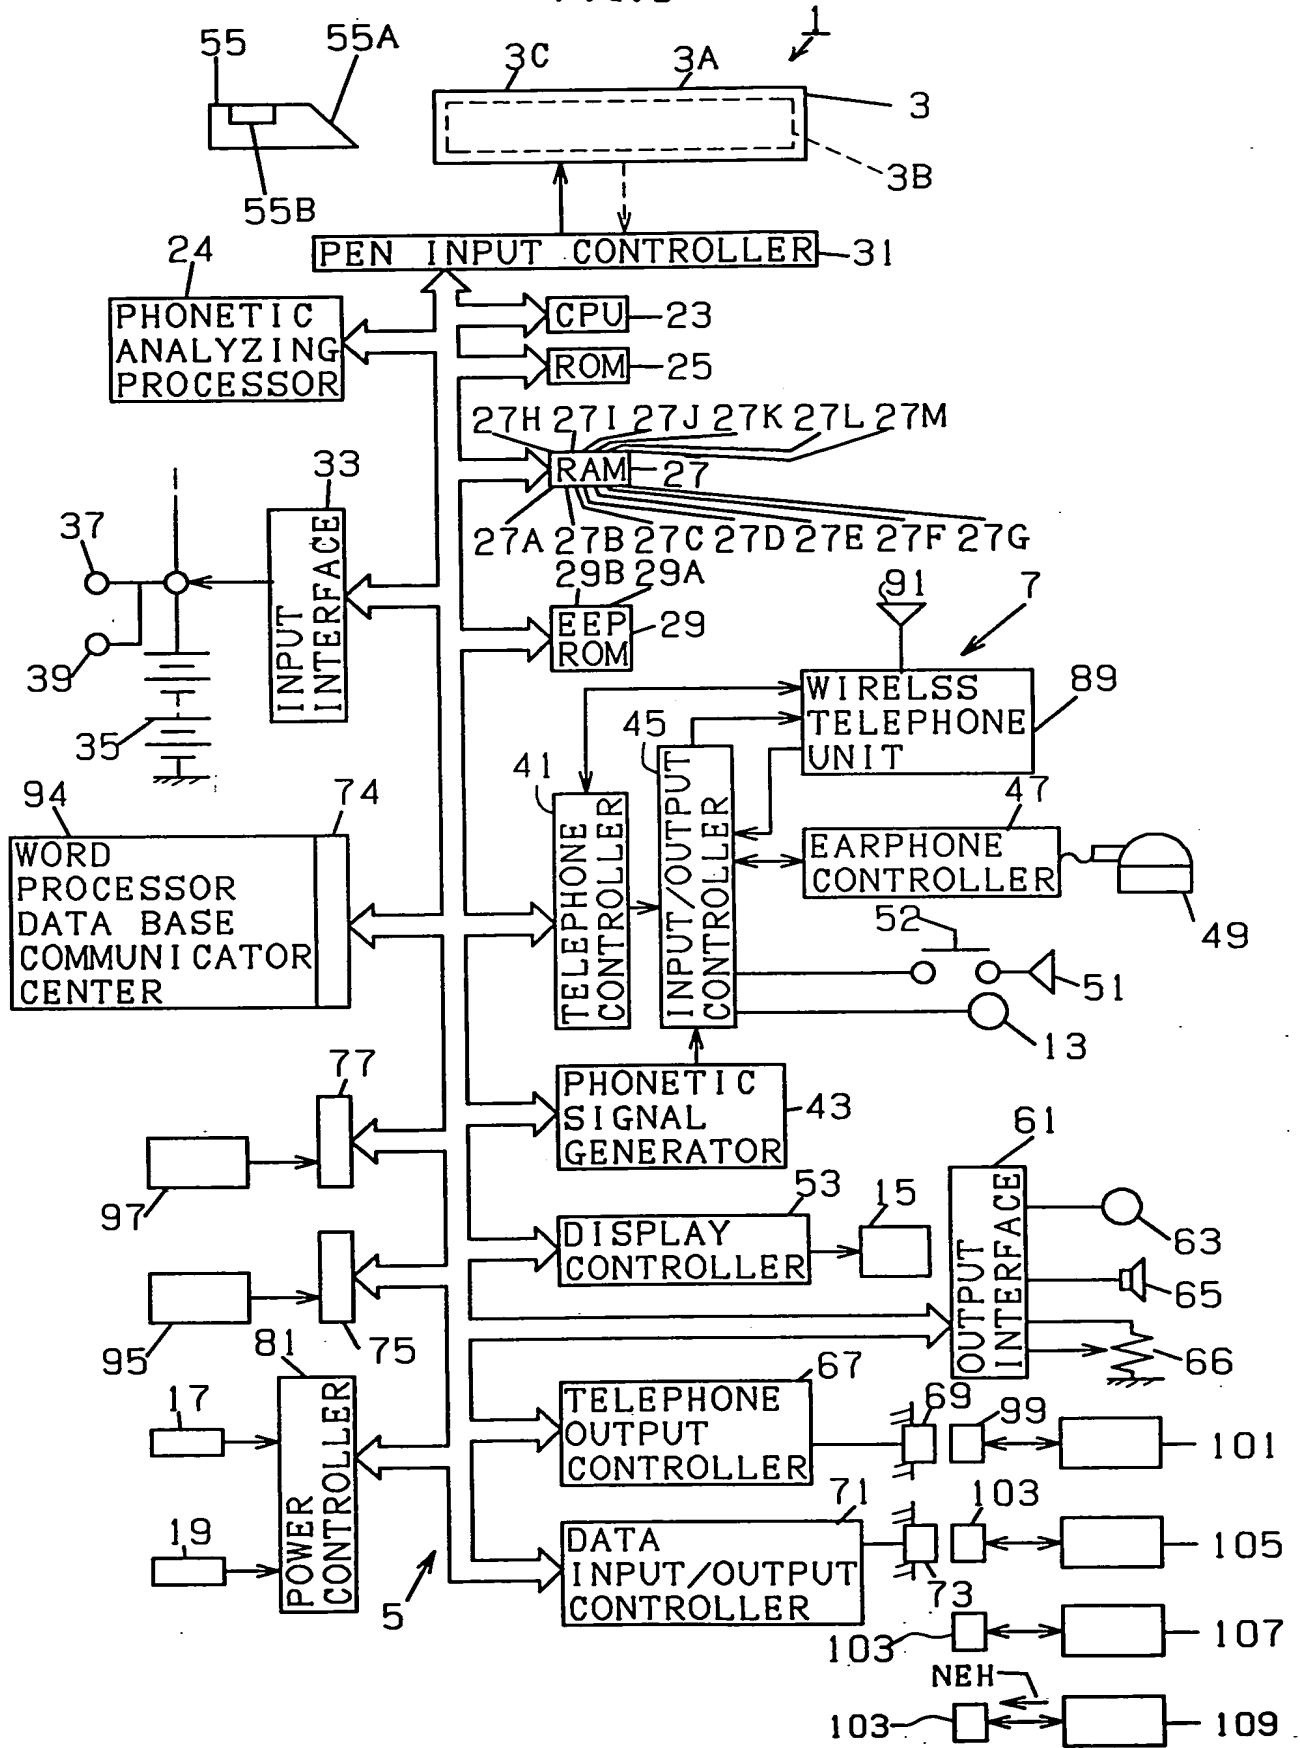 1
55
55A
3C
3A
3
3B
55B
24
PEN INPUT CONTROLLER
31
PHONETIC
ANALYZING
PROCESSOR
CPU
23
ROM
25
27H 27I 27J 27K 27L 27M
RAM
27
27A 27B 27C 27D 27E 27F 27G
33
37
INPUT
INTERFACE
39
35
29B 29A
EEP
ROM
29
91
7
WIRELSS
TELEPHONE
UNIT
89
45
41
TELEPHONE
CONTROLLER
INPUT/OUTPUT
CONTROLLER
47
EARPHONE
CONTROLLER
49
52
51
13
94
74
WORD
PROCESSOR
DATA BASE
COMMUNICATOR
CENTER
77
97
PHONETIC
SIGNAL
GENERATOR
43
61
53
15
DISPLAY
CONTROLLER
OUTPUT
INTERFACE
63
65
66
95
75
81
17
19
POWER
CONTROLLER
5
67
TELEPHONE
OUTPUT
CONTROLLER
69
99
101
71
DATA
INPUT/OUTPUT
CONTROLLER
73
103
105
103
107
NEH
103
109